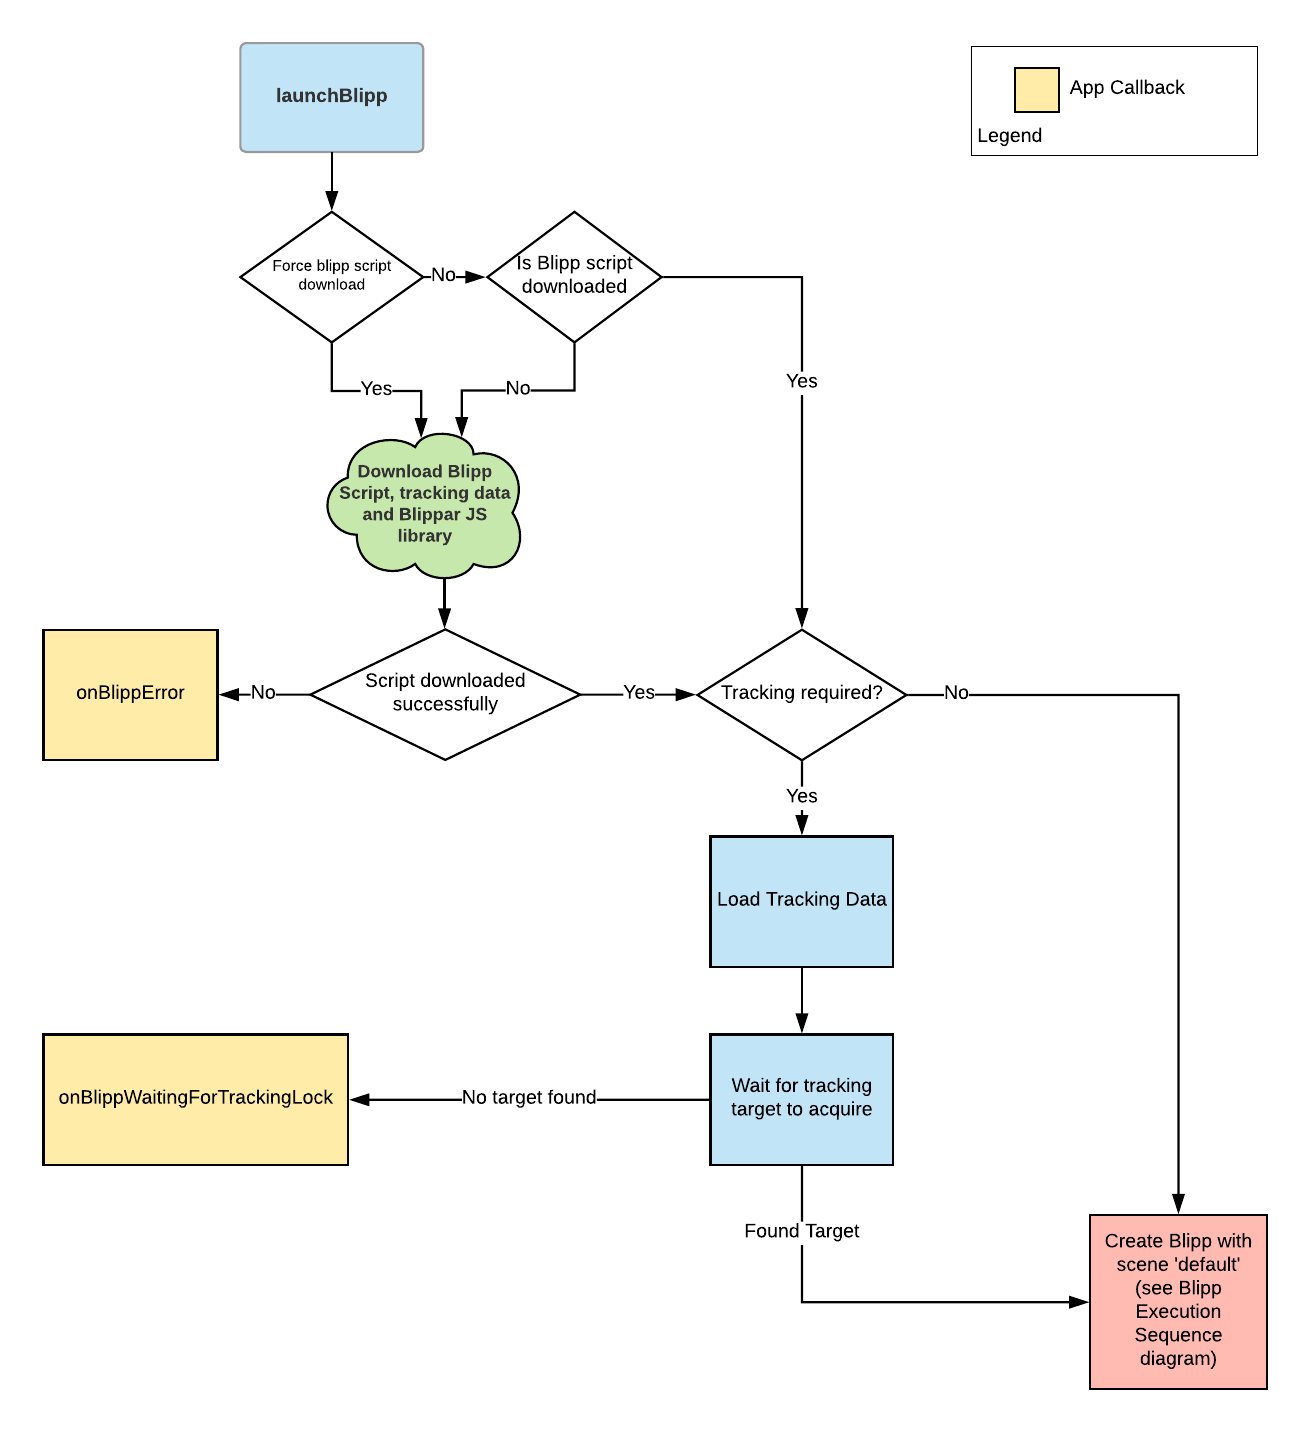 launchBlipp
App Callback
Legend
Force blipp script
download
No
Is Blipp script
downloaded
Yes
No
Yes
Download Blipp
Script, tracking data
and Blippar JS
library
onBlippError
No
Script downloaded
successfully
Yes
Tracking required?
No
Yes
Load Tracking Data
onBlippWaitingForTrackingLock
No target found
Wait for tracking
target to acquire
Found Target
Create Blipp with
scene 'default'
(see Blipp
Execution
Sequence
diagram)